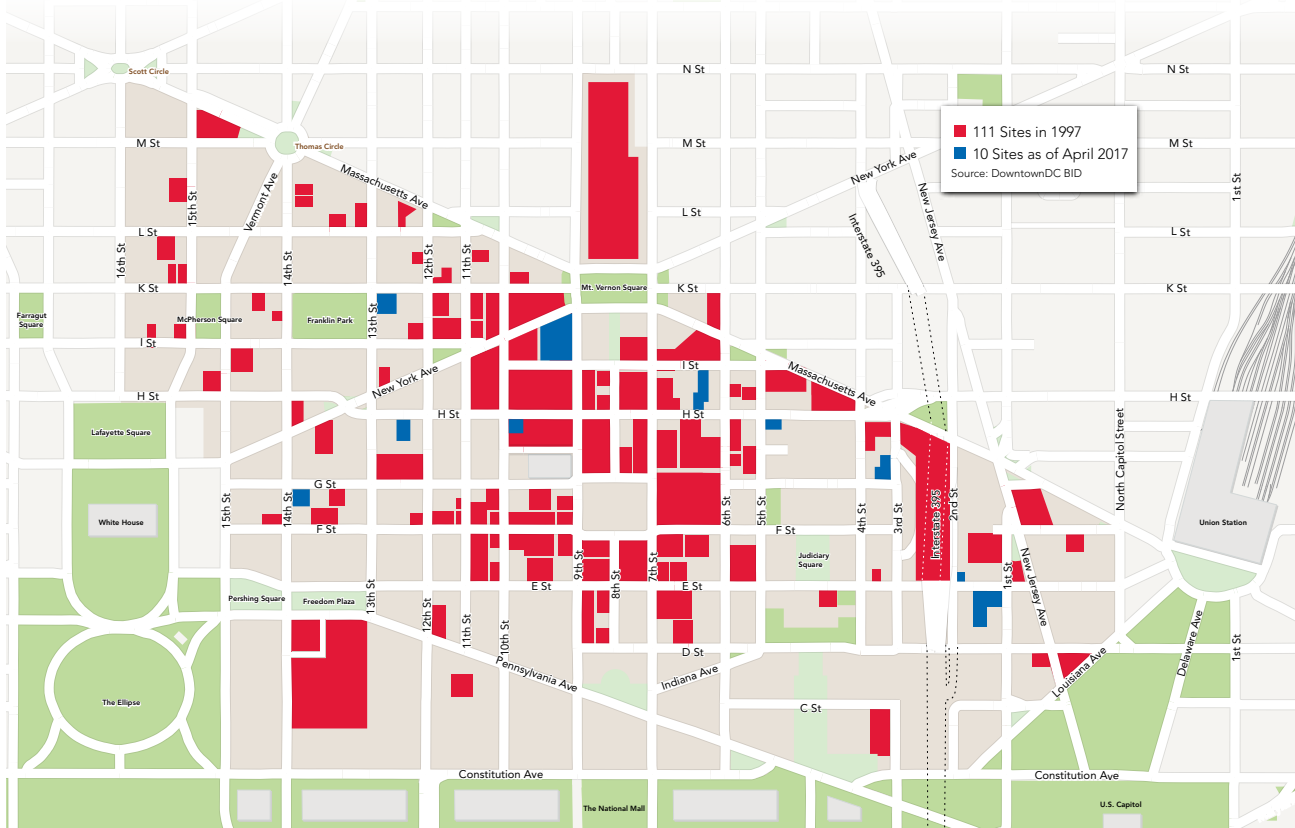 N St
N St
Scott Circle
111 Sites in 1997
10 Sites as of April 2017
Source: DowntownDC BID
M St
Thomas Circle
M St
M St
Massachusetts Ave
New York Ave
15th St
Vermont Ave
New Jersey Ave
1st St
L St
L St
L St
Interstate 395
16th St
14th St
12th St
11th St
K St
Mt. Vernon Square
K St
K St
Farragut
Square
McPherson Square
Franklin Park
13th St
I St
I St
New York Ave
Massachusetts Ave
H St
H St
H St
H St
Lafayette Square
North Capitol Street
G St
White House
15th St
14th St
F St
6th St
5th St
F St
4th St
3rd St
Interstate 395
2nd St
Union Station
Judiciary
Square
9th St
8th St
7th St
E St
E St
1st St
New Jersey Ave
Pershing Square
Freedom Plaza
13th St
12th St
11th St
10th St
D St
1st St
Delaware Ave
Pennsylvania Ave
Indiana Ave
Louisiana Ave
The Ellipse
C St
Constitution Ave
Constitution Ave
The National Mall
U.S. Capitol